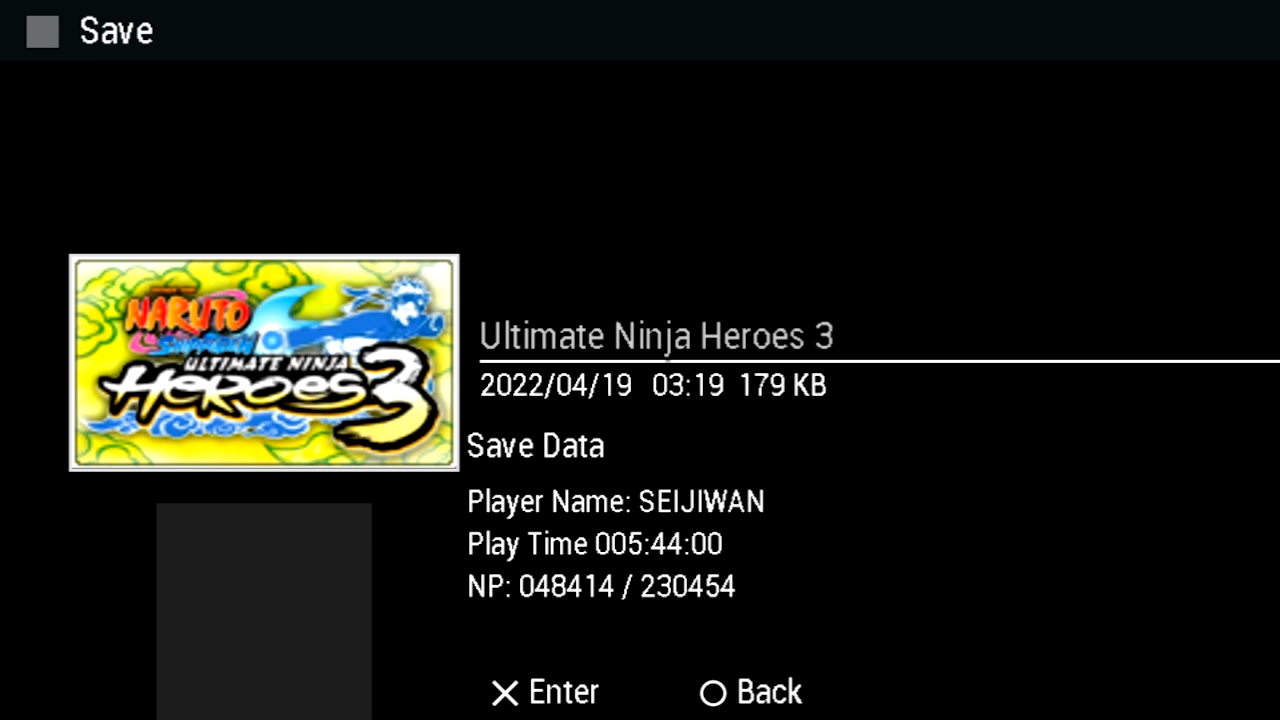 Save
NARUTO
SHIPPUDEN
ULTIMATE NINJA
HEROES 3
Ultimate Ninja Heroes 3
2022/04/19 03:19 179 KB
Save Data
Player Name: SEIJIWAN
Play Time 005:44:00
NP: 048414 / 230454
Enter
Back